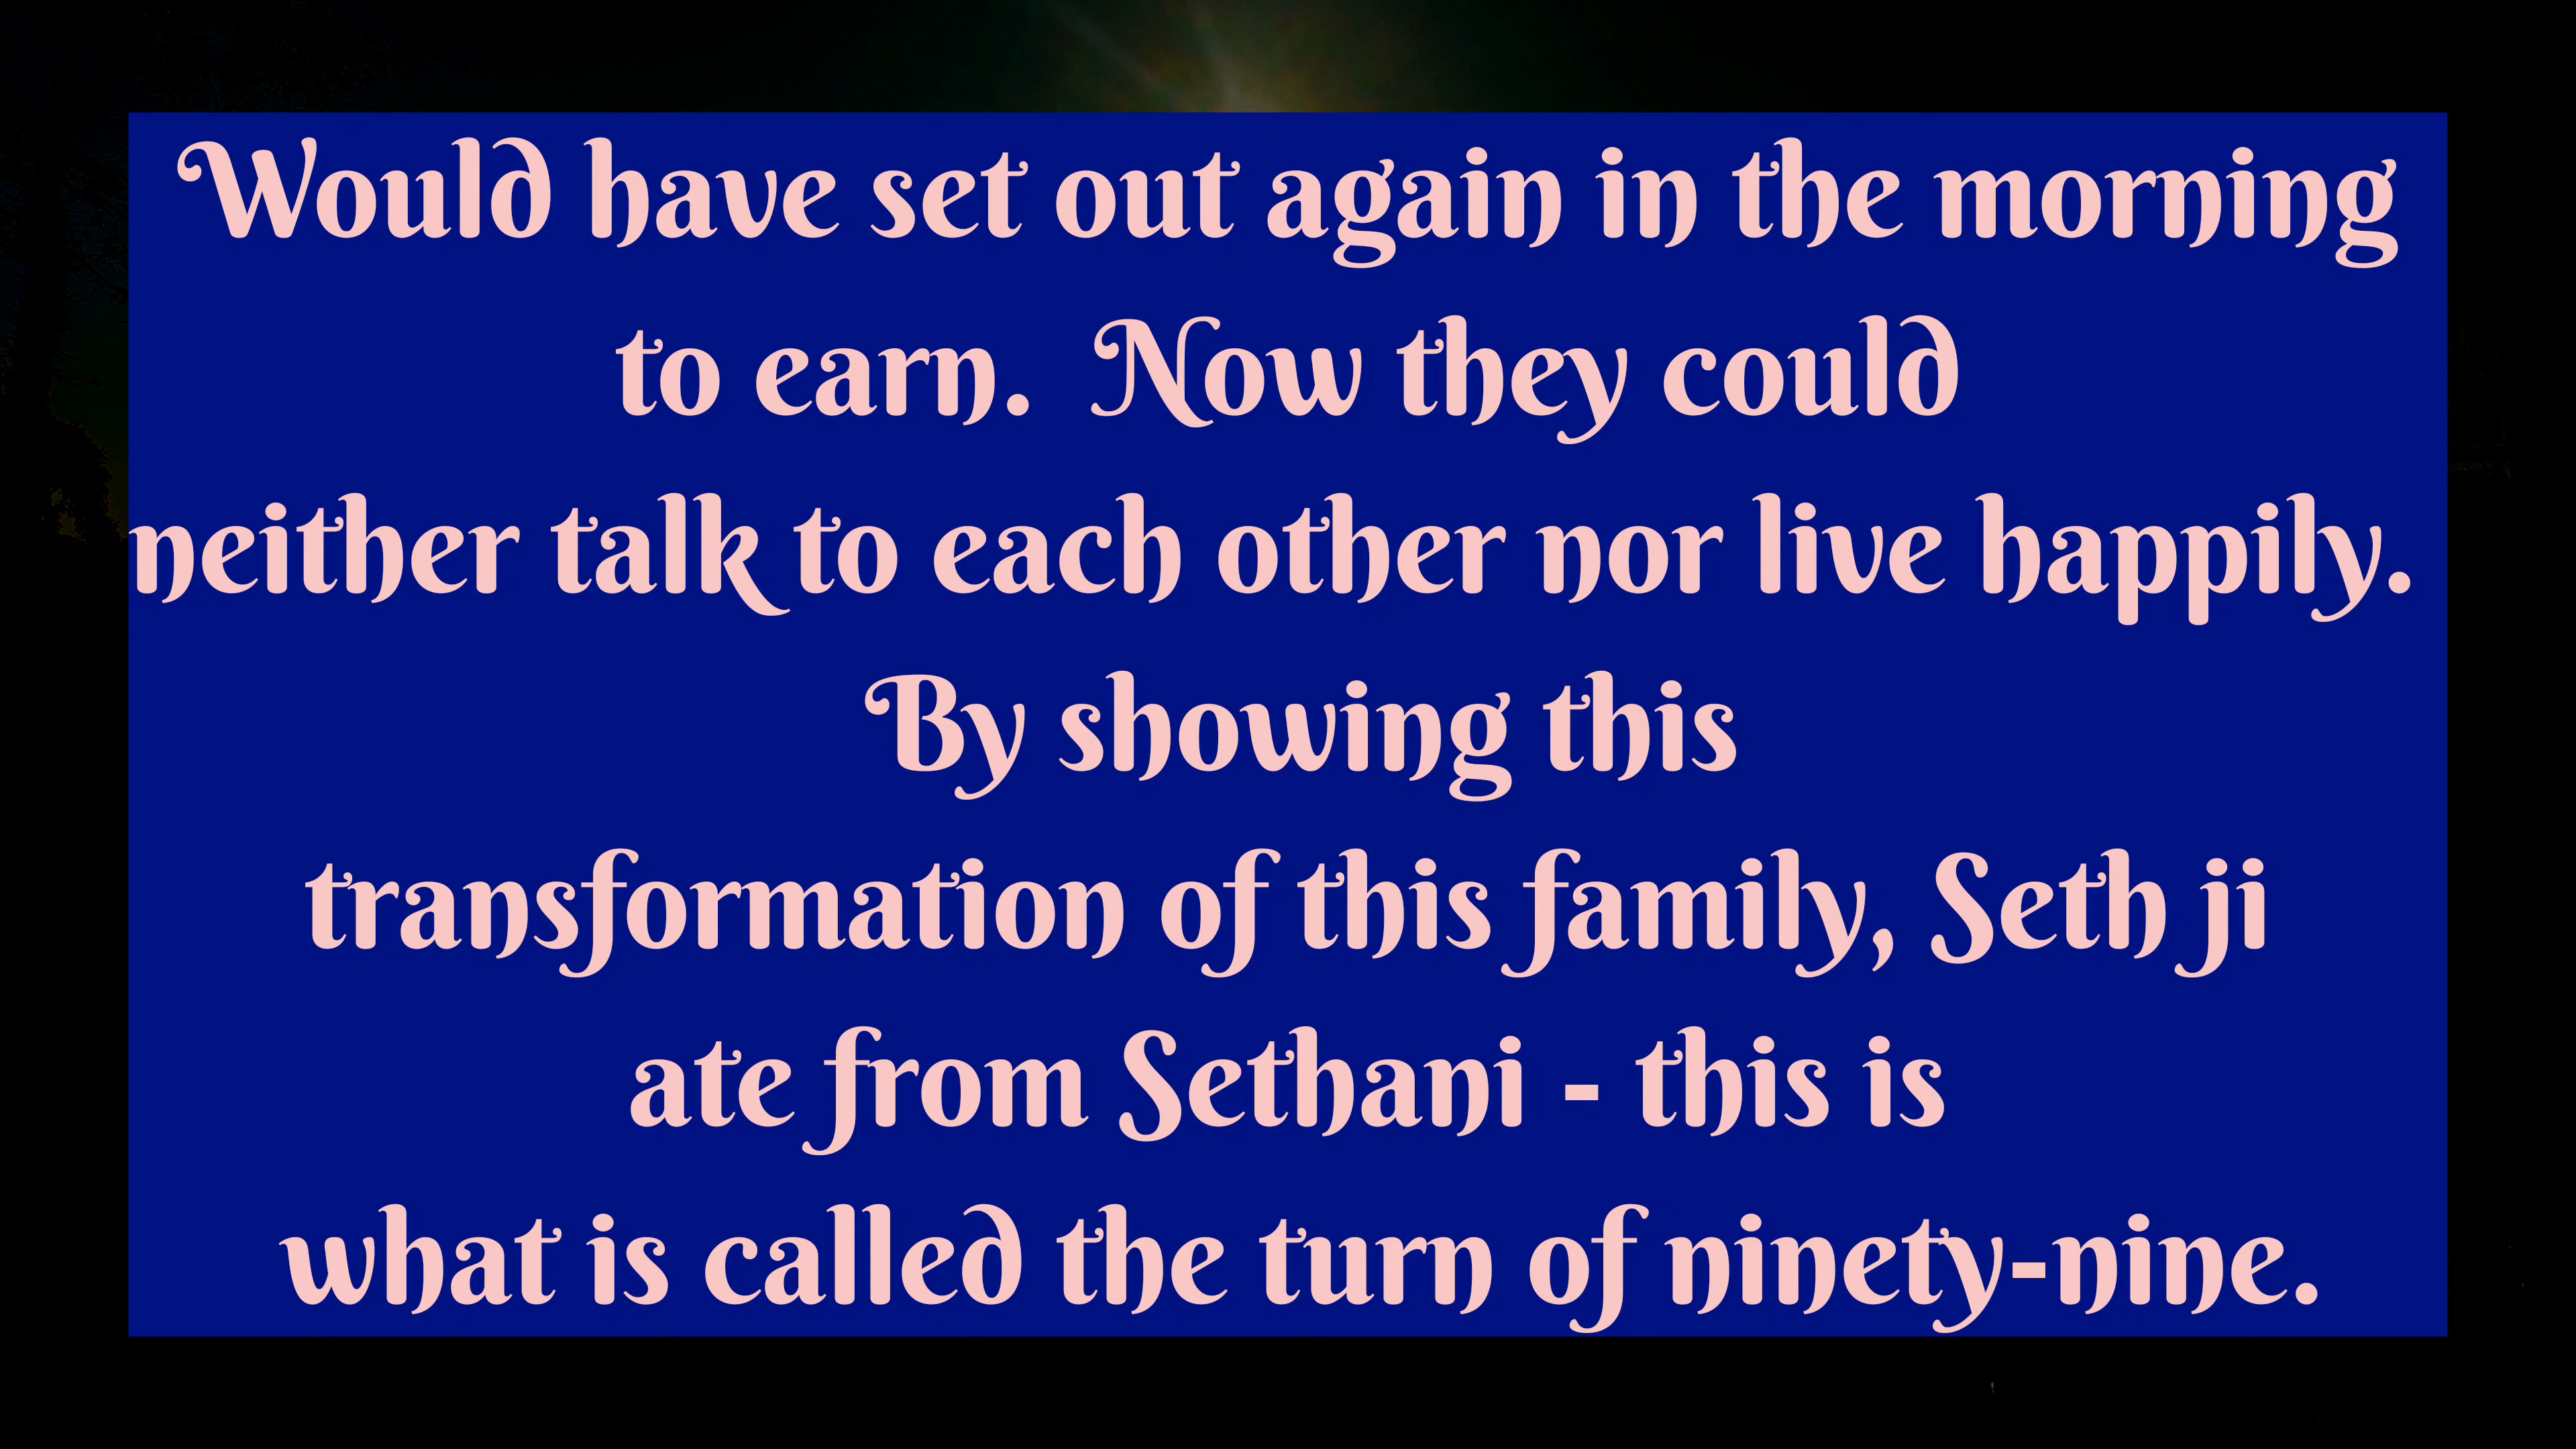 Would have set out again in the morning
to earn.  Now they could
neither talk to each other nor live happily.
By showing this
transformation of this family, Seth ji
ate from Sethani - this is
what is called the turn of ninety-nine.